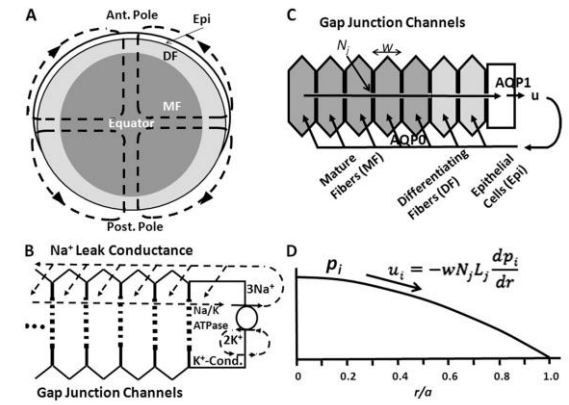 A
Ant. Pole
Epi
DF
MF
Equator
Post. Pole
B
Na⁺ Leak Conductance
3Na⁺
Na/K
ATPase
2K⁺
K⁺-Cond.
Gap Junction Channels
C
Gap Junction Channels
Nj
w
AQP1
u
AQP0
Mature
Fibers (MF)
Differentiating
Fibers (DF)
Epithelial
Cells (Epi)
D
pi
ui = −wNjLj dpi/dr
0 0.2 0.4 0.6 0.8 1.0
r/a